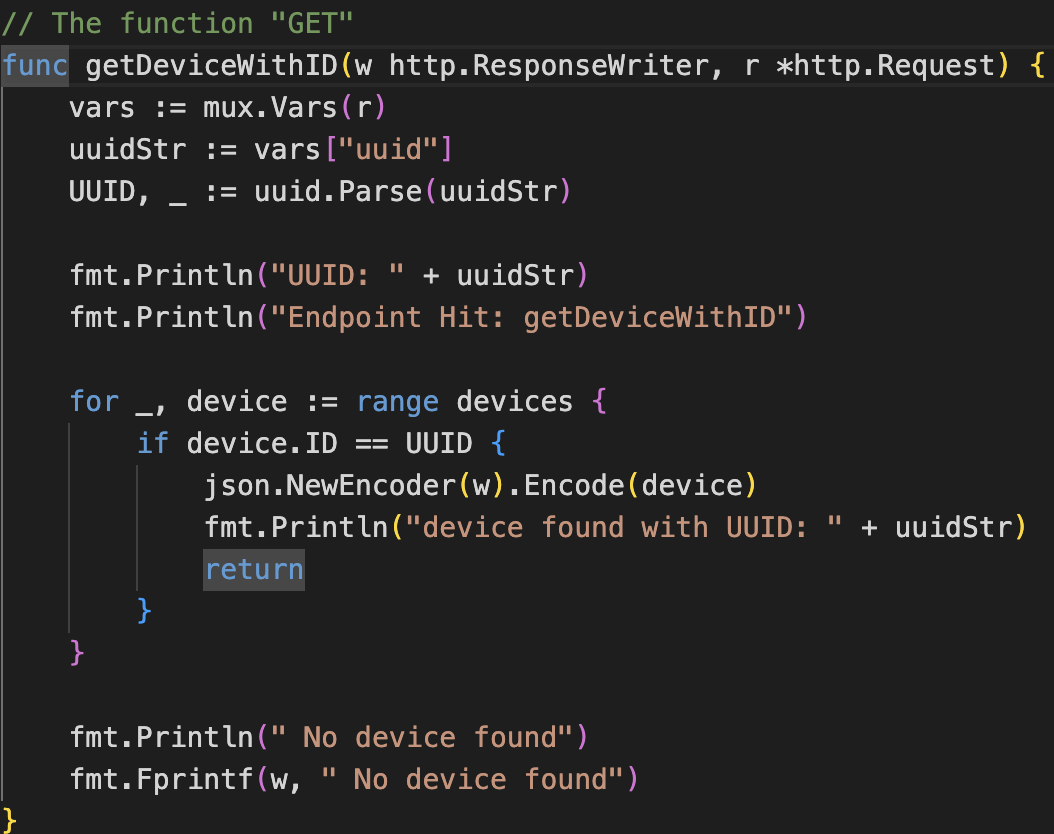 // The function "GET"
func getDeviceWithID(w http.ResponseWriter, r *http.Request) {
    vars := mux.Vars(r)
    uuidStr := vars["uuid"]
    UUID, _ := uuid.Parse(uuidStr)

    fmt.Println("UUID: " + uuidStr)
    fmt.Println("Endpoint Hit: getDeviceWithID")

    for _, device := range devices {
        if device.ID == UUID {
            json.NewEncoder(w).Encode(device)
            fmt.Println("device found with UUID: " + uuidStr)
            return
        }
    }

    fmt.Println(" No device found")
    fmt.Fprintf(w, " No device found")
}